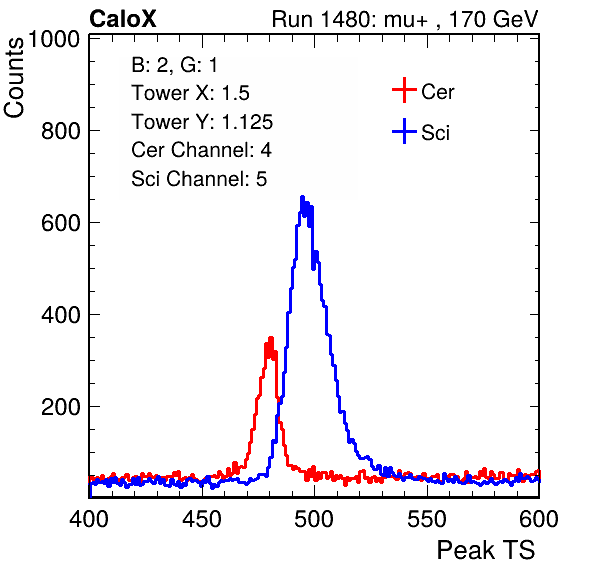 CaloX Run 1480: mu+ , 170 GeV
Counts
1000
800
600
400
200
B: 2, G: 1
Tower X: 1.5
Tower Y: 1.125
Cer Channel: 4
Sci Channel: 5
Cer
Sci
400 450 500 550 600
Peak TS